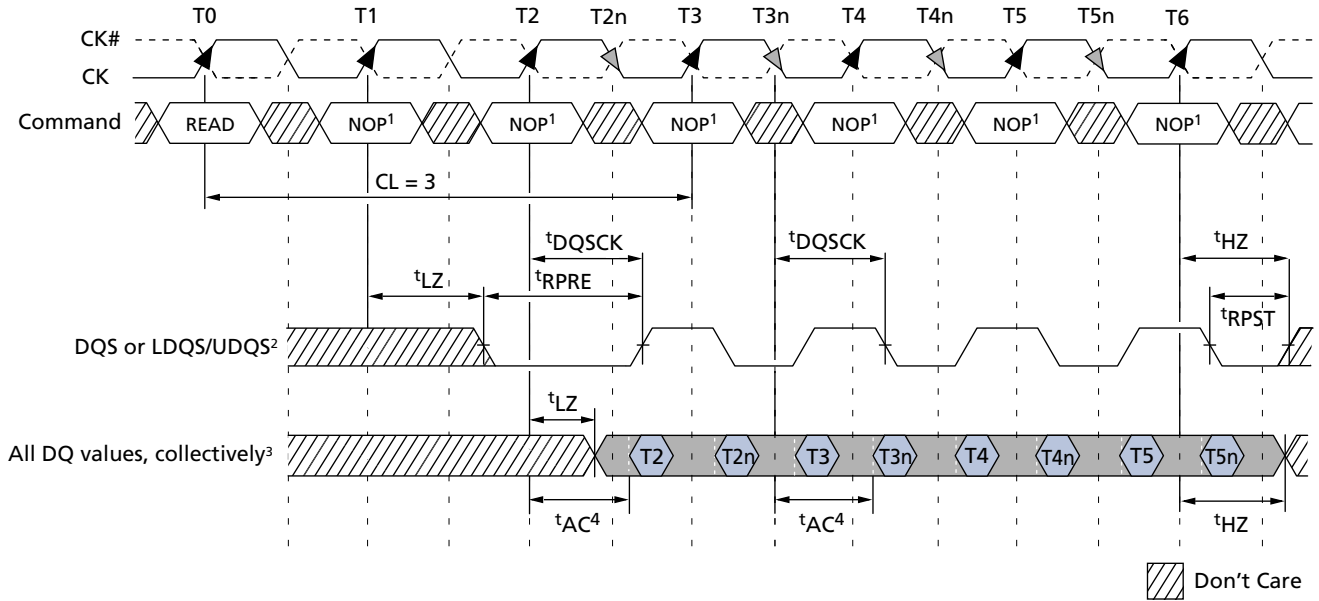 T0 T1 T2 T2n T3 T3n T4 T4n T5 T5n T6
CK#
CK
Command READ NOP¹ NOP¹ NOP¹ NOP¹ NOP¹ NOP¹
CL = 3
ᵗDQSCK ᵗDQSCK ᵗHZ
ᵗLZ ᵗRPRE
ᵗRPST
DQS or LDQS/UDQS²
ᵗLZ
All DQ values, collectively³ T2 T2n T3 T3n T4 T4n T5 T5n
ᵗAC⁴ ᵗAC⁴ ᵗHZ
Don't Care